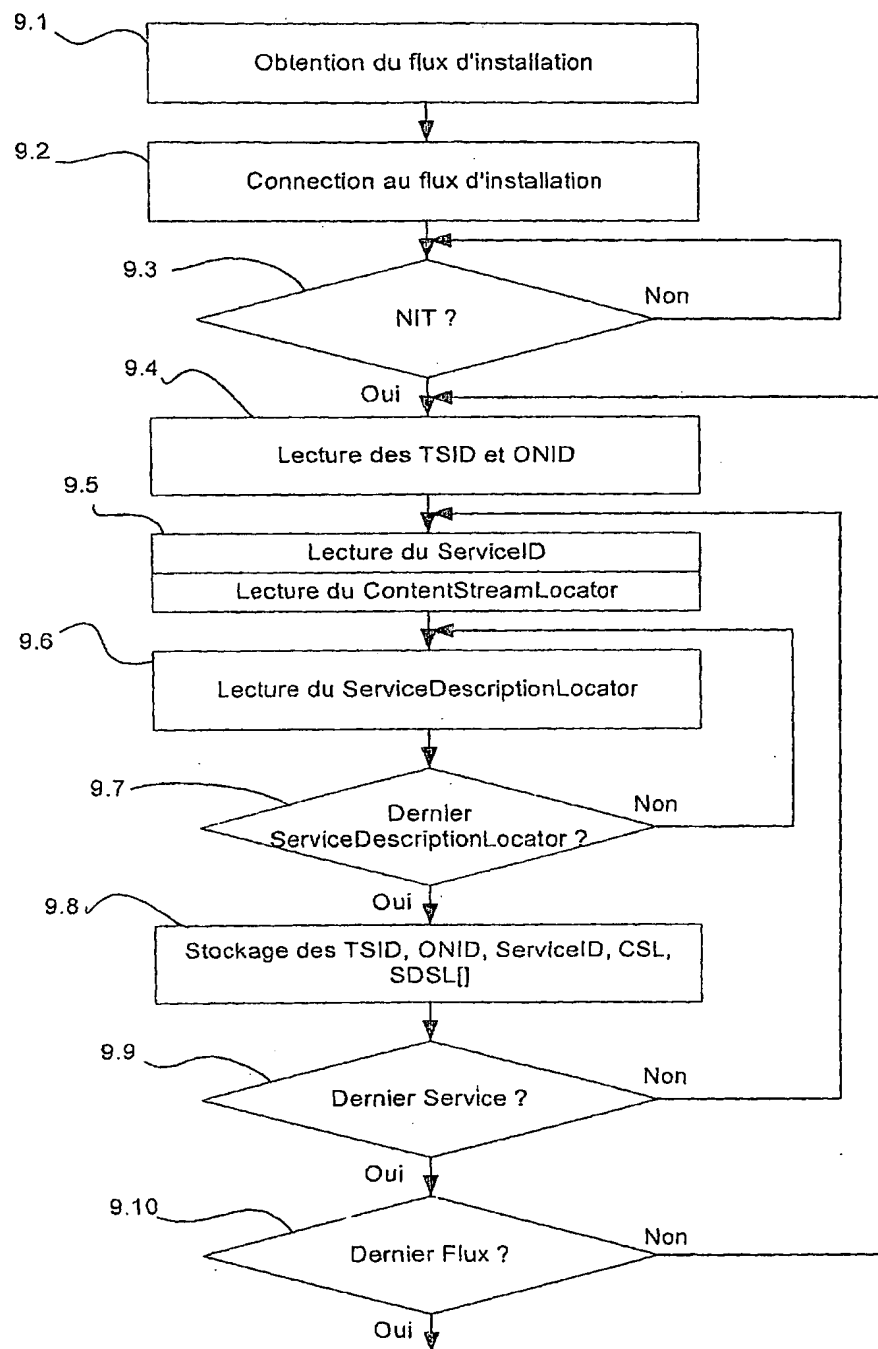 9.1
Obtention du flux d'installation
9.2
Connection au flux d'installation
9.3
NIT ?
Non
Oui
9.4
Lecture des TSID et ONID
9.5
Lecture du ServiceID
Lecture du ContentStreamLocator
9.6
Lecture du ServiceDescriptionLocator
9.7
Dernier
ServiceDescriptionLocator ?
Non
Oui
9.8
Stockage des TSID, ONID, ServiceID, CSL,
SDSL[]
9.9
Dernier Service ?
Non
Oui
9.10
Dernier Flux ?
Non
Oui